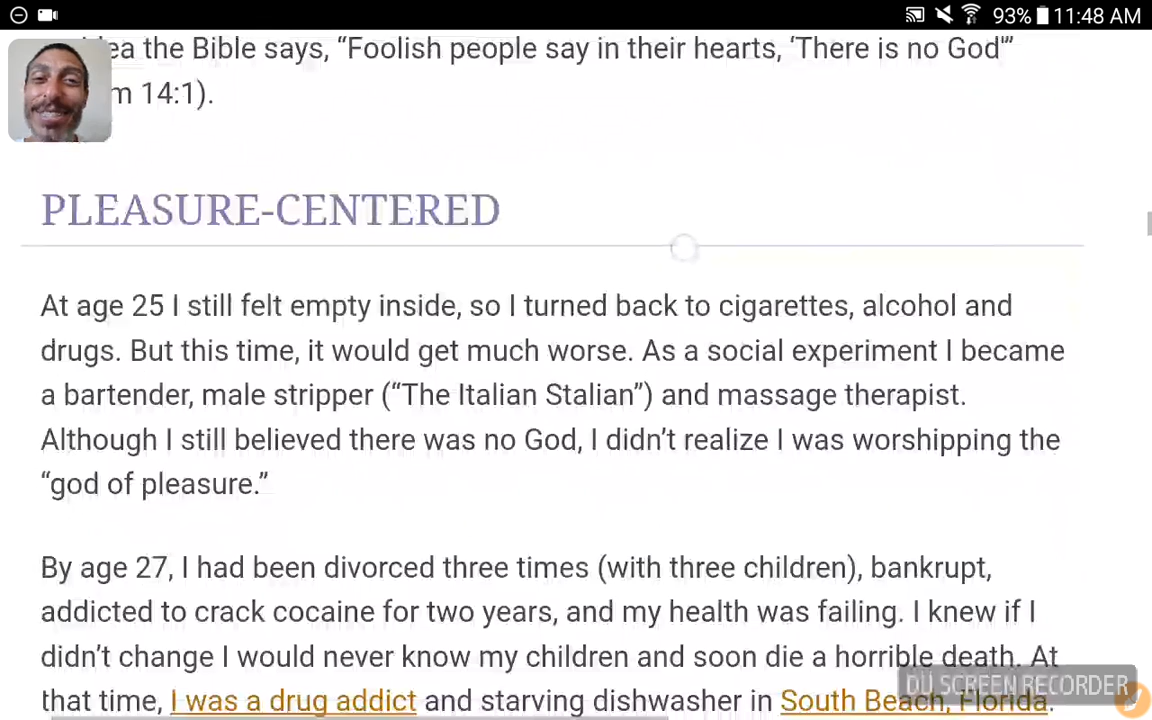 93% 11:48 AM
idea the Bible says, “Foolish people say in their hearts, ‘There is no God'”
m 14:1).
PLEASURE-CENTERED
At age 25 I still felt empty inside, so I turned back to cigarettes, alcohol and
drugs. But this time, it would get much worse. As a social experiment I became
a bartender, male stripper (“The Italian Stalian”) and massage therapist.
Although I still believed there was no God, I didn’t realize I was worshipping the
“god of pleasure.”
By age 27, I had been divorced three times (with three children), bankrupt,
addicted to crack cocaine for two years, and my health was failing. I knew if I
didn’t change I would never know my children and soon die a horrible death. At
that time, I was a drug addict and starving dishwasher in South Beach, Florida.
DU SCREEN RECORDER